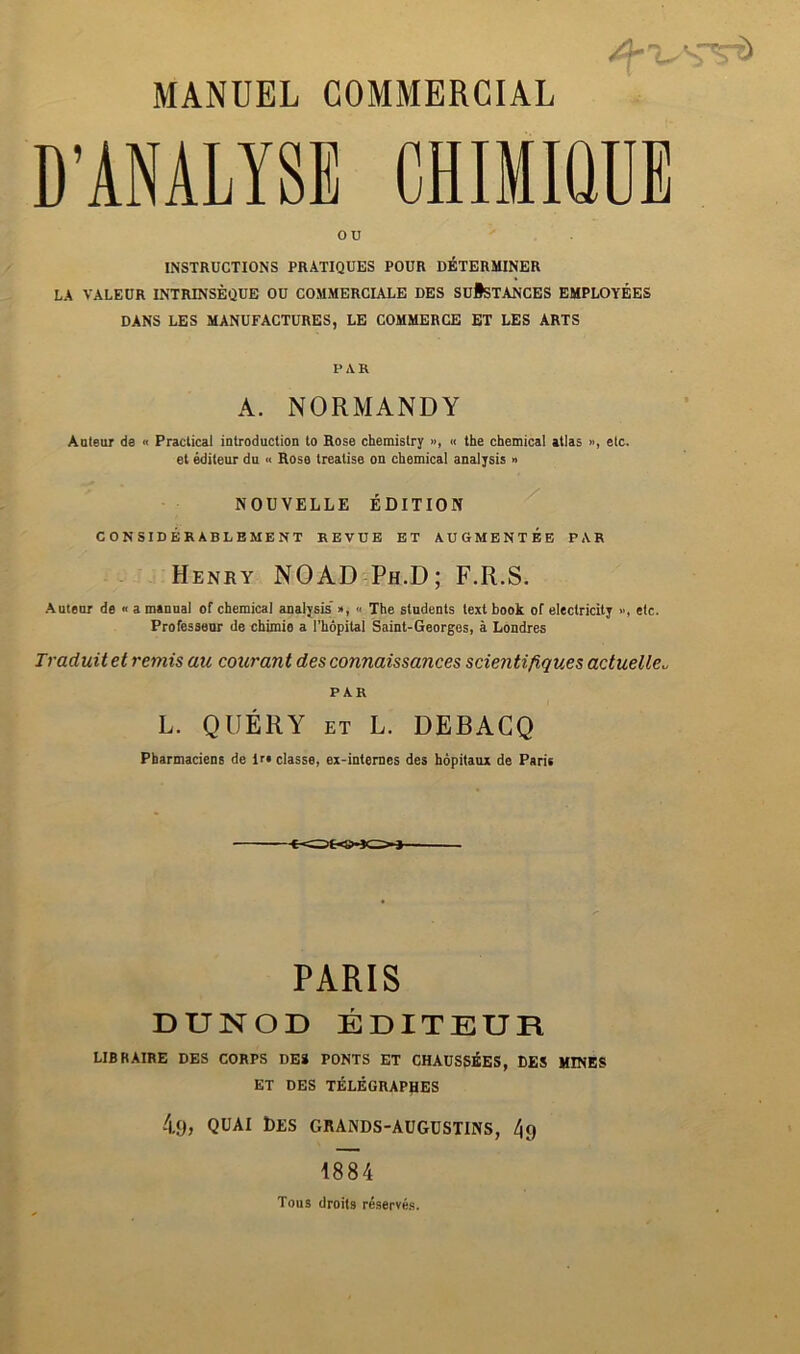 MANUEL COMMERCIAL
D'ANALYSE CHIMIQUE
OU
INSTRUCTIONS PRATIQUES POUR DÉTERMINER
LA VALEUR INTRINSÈQUE OU COMMERCIALE DES SUBSTANCES EMPLOYÉES
DANS LES MANUFACTURES, LE COMMERCE ET LES ARTS
PAR
A. NORMANDY
Auteur de « Practical introduction to Rose chemistry », « the chemical atlas », etc.
et éditeur du « Rose treatise on chemical analysis »
NOUVELLE ÉDITION
CONSIDÉRABLEMENT REVUE ET AUGMENTÉE PAR
HENRY NOAD PH.D; F.R.S.
Auteur de « a manual of chemical analysis », « The students text book of electricity », etc.
Professeur de chimie a l'hôpital Saint-Georges, à Londres
Traduit et remis au courant des connaissances scientifiques actuelle
PAR
L. QUÉRY ET L. DEBACQ
Pharmaciens de 1re classe, ex-internes des hôpitaux de Paris
PARIS
DUNOD ÉDITEUR
LIBRAIRE DES CORPS DES PONTS ET CHAUSSÉES, DES MINES
ET DES TÉLÉGRAPHES
49, QUAI DES GRANDS-AUGUSTINS, 49
1884
Tous droits réservés.